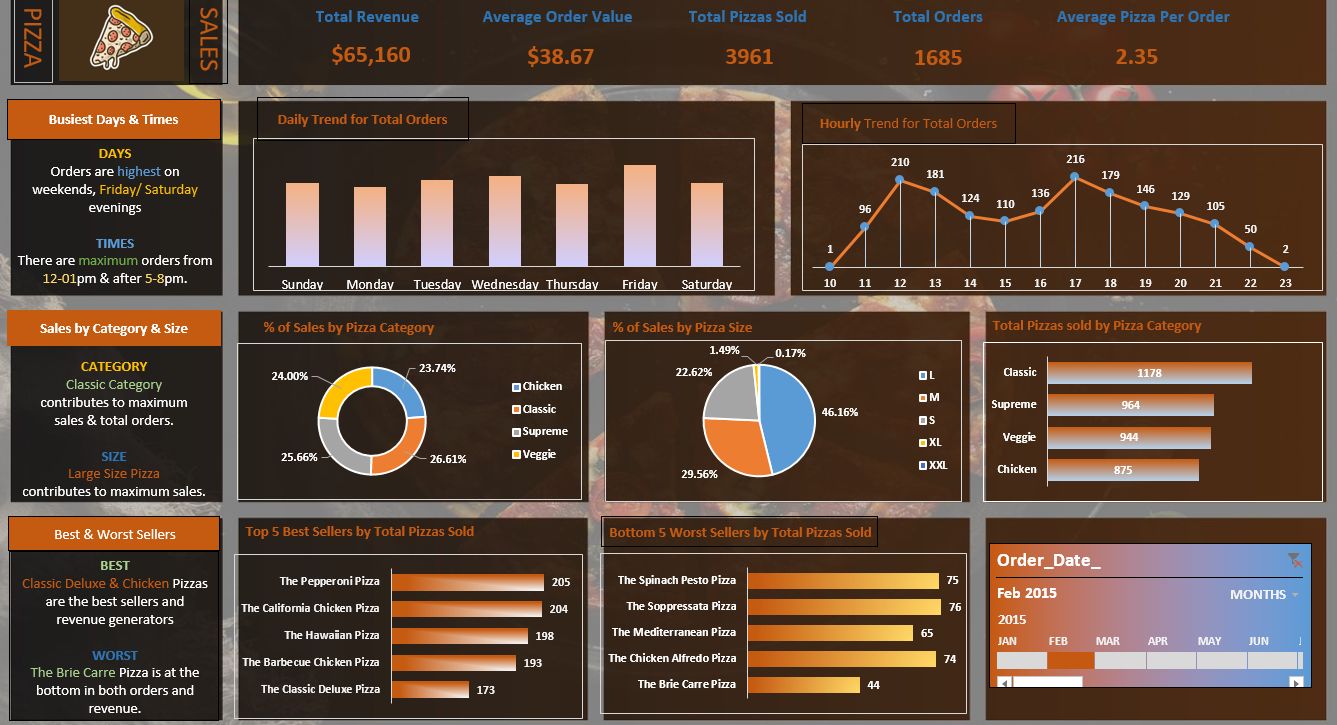 PIZZA
SALES
Total Revenue
$65,160
Average Order Value
$38.67
Total Pizzas Sold
3961
Total Orders
1685
Average Pizza Per Order
2.35
Busiest Days & Times
DAYS
Orders are highest on
weekends, Friday/ Saturday
evenings
TIMES
There are maximum orders from
12-01pm & after 5-8pm.
Daily Trend for Total Orders
Sunday Monday Tuesday Wednesday Thursday Friday Saturday
Hourly Trend for Total Orders
1 96 210 181 124 110 136 216 179 146 129 105 50 2
10 11 12 13 14 15 16 17 18 19 20 21 22 23
Sales by Category & Size
CATEGORY
Classic Category
contributes to maximum
sales & total orders.
SIZE
Large Size Pizza
contributes to maximum sales.
% of Sales by Pizza Category
23.74%
26.61%
25.66%
24.00%
Chicken
Classic
Supreme
Veggie
% of Sales by Pizza Size
1.49%
0.17%
22.62%
46.16%
29.56%
L
M
S
XL
XXL
Total Pizzas sold by Pizza Category
Classic 1178
Supreme 964
Veggie 944
Chicken 875
Best & Worst Sellers
BEST
Classic Deluxe & Chicken Pizzas
are the best sellers and
revenue generators
WORST
The Brie Carre Pizza is at the
bottom in both orders and
revenue.
Top 5 Best Sellers by Total Pizzas Sold
The Pepperoni Pizza 205
The California Chicken Pizza 204
The Hawaiian Pizza 198
The Barbecue Chicken Pizza 193
The Classic Deluxe Pizza 173
Bottom 5 Worst Sellers by Total Pizzas Sold
The Spinach Pesto Pizza 75
The Soppressata Pizza 76
The Mediterranean Pizza 65
The Chicken Alfredo Pizza 74
The Brie Carre Pizza 44
Order_Date_
Feb 2015 MONTHS
2015
JAN FEB MAR APR MAY JUN J